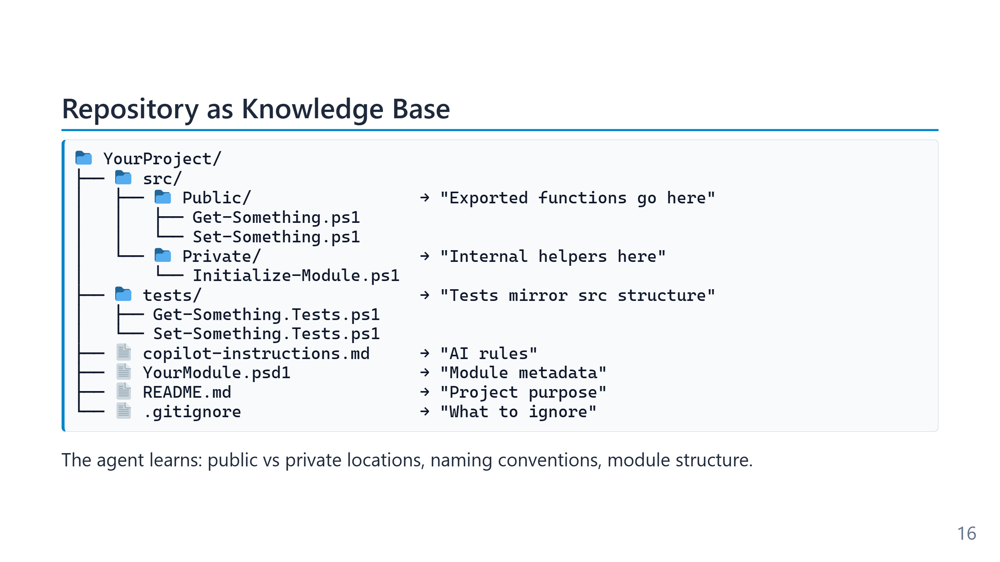 Repository as Knowledge Base
📁 YourProject/
├── 📁 src/
│   ├── 📁 Public/                 → "Exported functions go here"
│   │   ├── Get-Something.ps1
│   │   └── Set-Something.ps1
│   └── 📁 Private/                → "Internal helpers here"
│       └── Initialize-Module.ps1
├── 📁 tests/                      → "Tests mirror src structure"
│   ├── Get-Something.Tests.ps1
│   └── Set-Something.Tests.ps1
├── 📄 copilot-instructions.md     → "AI rules"
├── 📄 YourModule.psd1             → "Module metadata"
├── 📄 README.md                   → "Project purpose"
└── 📄 .gitignore                  → "What to ignore"
The agent learns: public vs private locations, naming conventions, module structure.
16